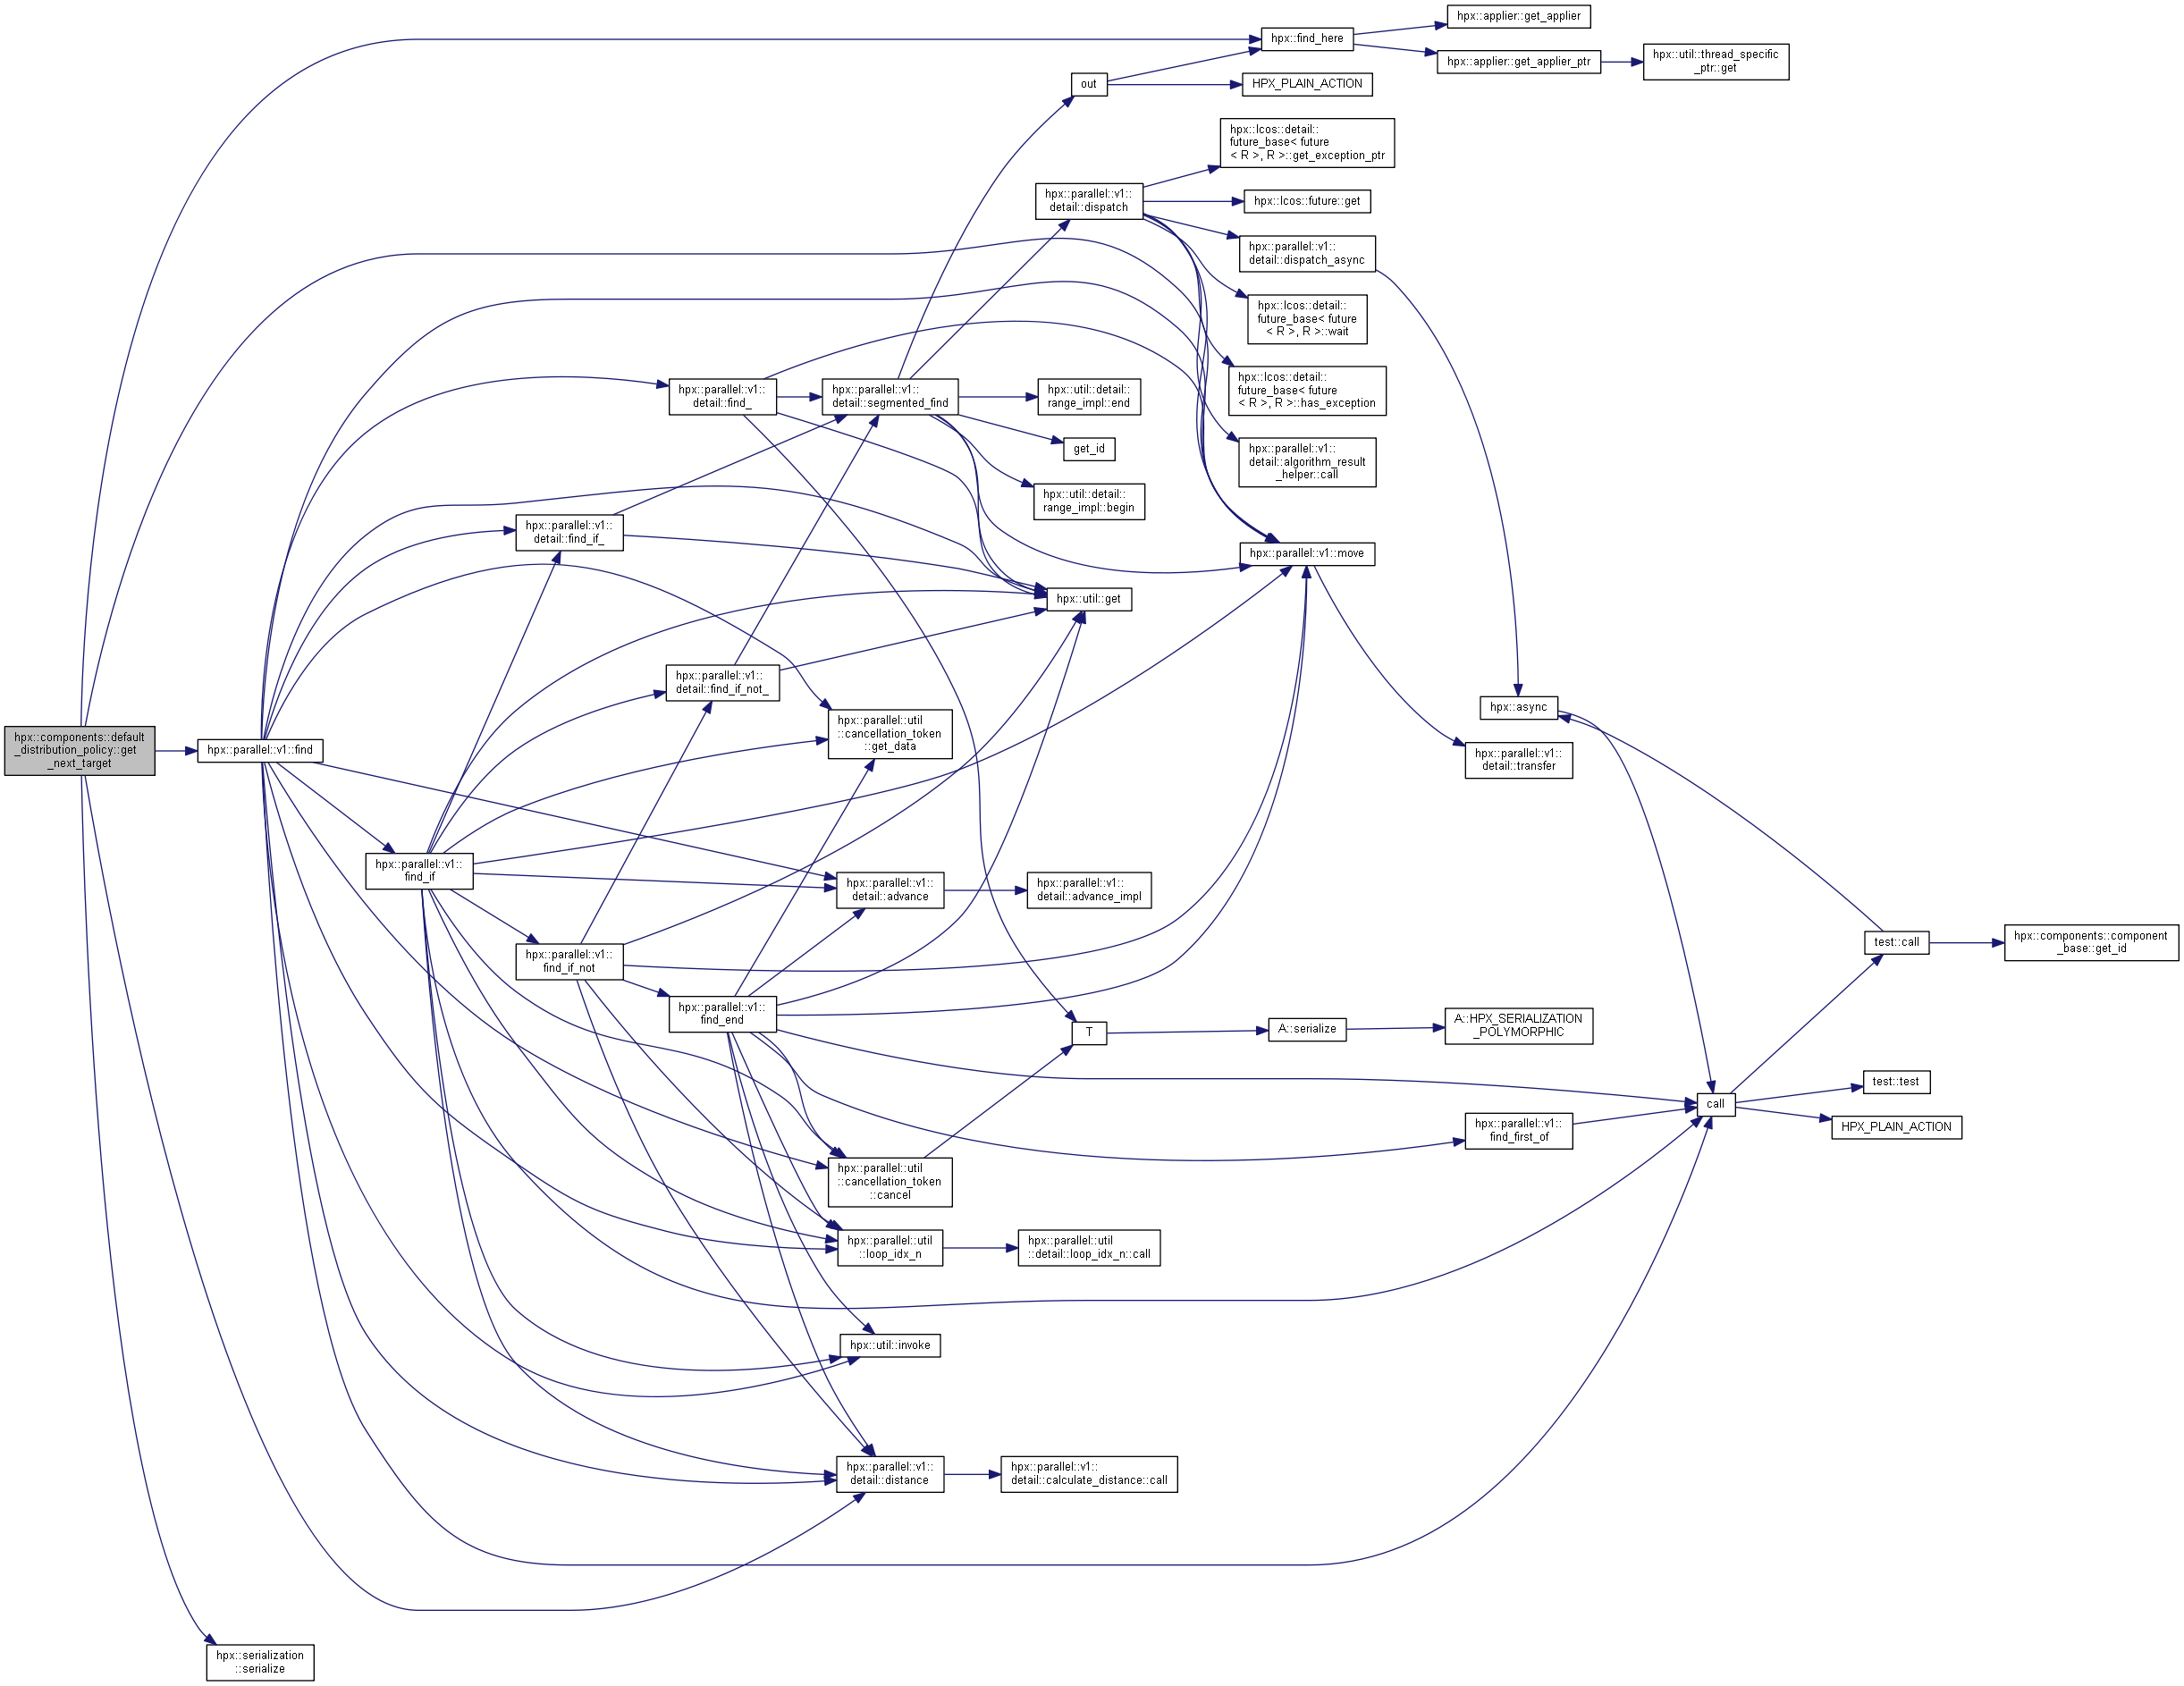 hpx::components::default
_distribution_policy::get
_next_target
hpx::parallel::v1::find
hpx::serialization
::serialize
hpx::parallel::v1::
find_if
hpx::parallel::v1::
detail::find_if_
hpx::parallel::v1::
find_if_not
hpx::parallel::v1::
detail::find_
hpx::parallel::v1::
detail::find_if_not_
hpx::parallel::v1::
find_end
hpx::parallel::v1::
detail::segmented_find
hpx::parallel::util
::cancellation_token
::get_data
hpx::parallel::v1::
detail::advance
hpx::parallel::util
::cancellation_token
::cancel
hpx::parallel::util
::loop_idx_n
hpx::util::invoke
hpx::parallel::v1::
detail::distance
out
hpx::parallel::v1::
detail::dispatch
hpx::util::detail::
range_impl::end
get_id
hpx::util::detail::
range_impl::begin
hpx::util::get
hpx::parallel::v1::
detail::advance_impl
T
hpx::parallel::util
::detail::loop_idx_n::call
hpx::parallel::v1::
detail::calculate_distance::call
hpx::find_here
HPX_PLAIN_ACTION
hpx::lcos::detail::
future_base< future
< R >, R >::get_exception_ptr
hpx::lcos::future::get
hpx::parallel::v1::
detail::dispatch_async
hpx::lcos::detail::
future_base< future
< R >, R >::wait
hpx::lcos::detail::
future_base< future
< R >, R >::has_exception
hpx::parallel::v1::
detail::algorithm_result
_helper::call
hpx::parallel::v1::move
A::serialize
hpx::applier::get_applier
hpx::applier::get_applier_ptr
hpx::async
hpx::parallel::v1::
detail::transfer
A::HPX_SERIALIZATION
_POLYMORPHIC
hpx::parallel::v1::
find_first_of
hpx::util::thread_specific
_ptr::get
call
test::call
test::test
HPX_PLAIN_ACTION
hpx::components::component
_base::get_id